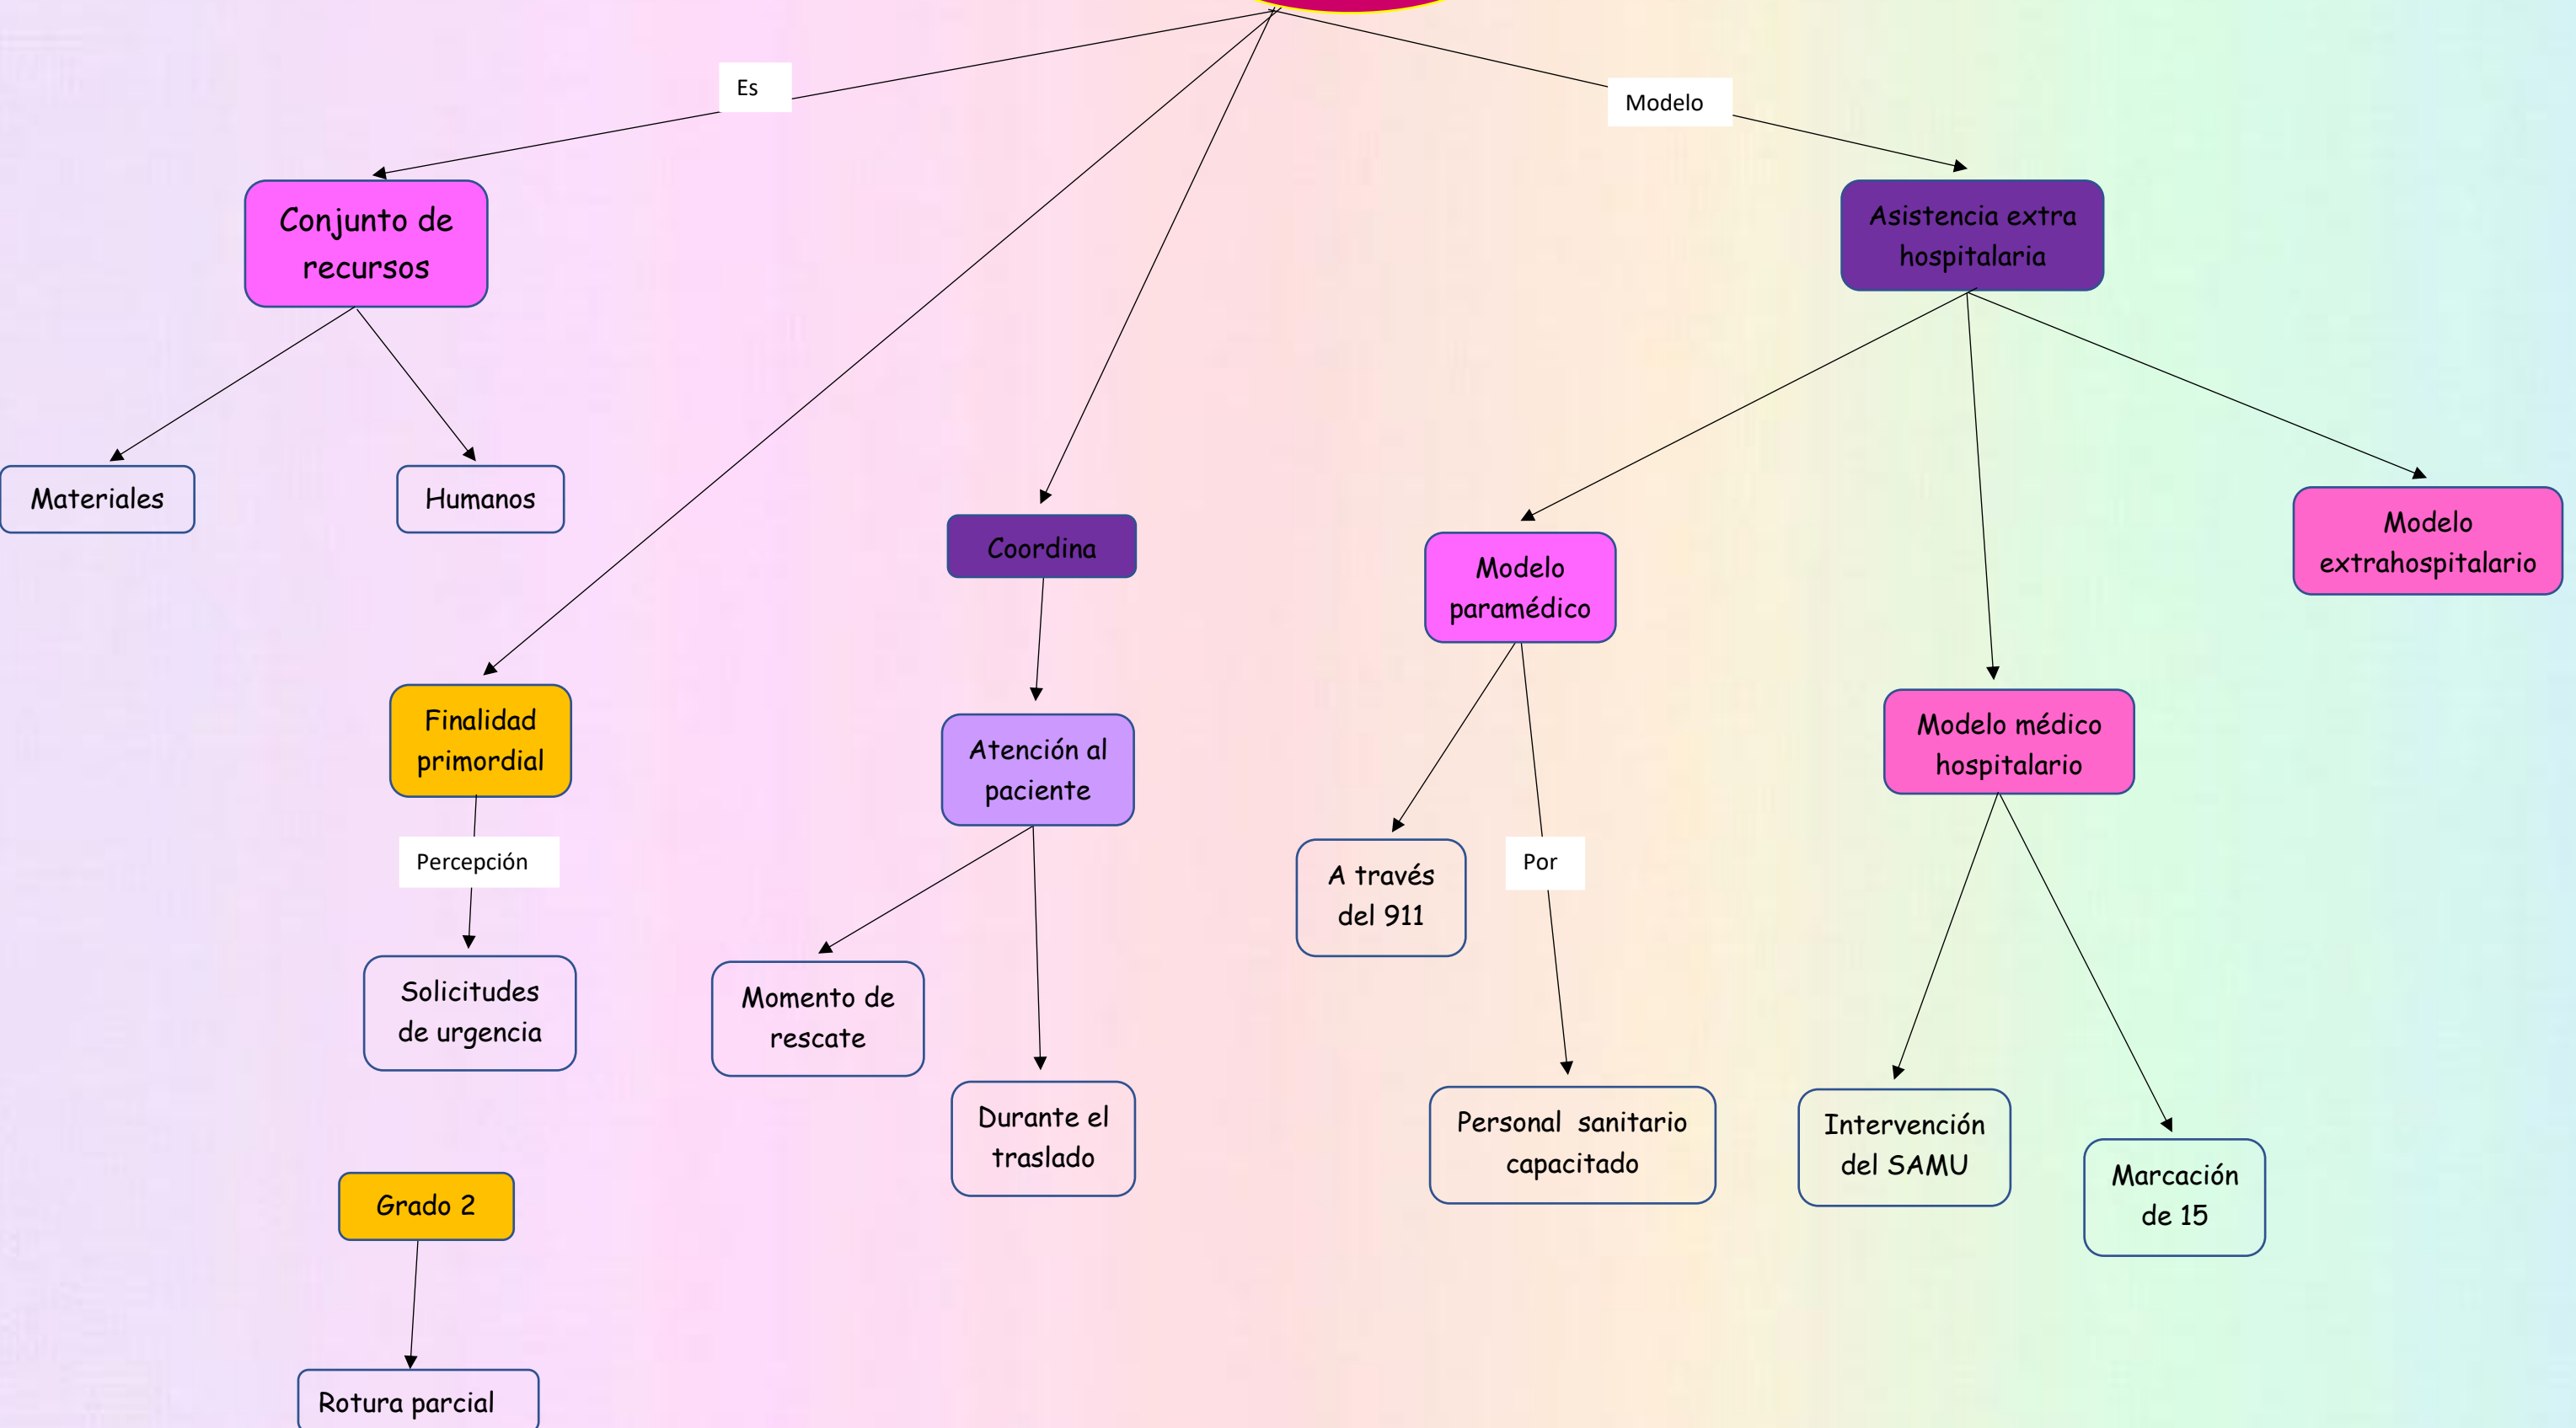 Es
Modelo
Conjunto de
recursos
Asistencia extra
hospitalaria
Materiales
Humanos
Coordina
Modelo
paramédico
Modelo
extrahospitalario
Finalidad
primordial
Atención al
paciente
Modelo médico
hospitalario
Percepción
A través
del 911
Por
Solicitudes
de urgencia
Momento de
rescate
Durante el
traslado
Personal  sanitario
capacitado
Intervención
del SAMU
Marcación
de 15
Grado 2
Rotura parcial